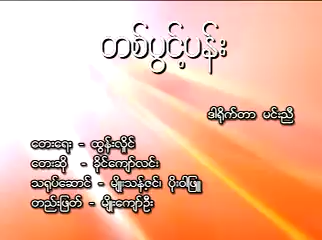 တစ်ပွင့်ပန်း
ဒါရိုက်တာ မင်းညီ
တေးရေး - ထွန်းလှိုင်
တေးဆို - ခိုင်ကျော်လင်း
သရုပ်ဆောင် - မျိုးသန့်ဇင်၊ ပိုးဝါဖြူ
တည်းဖြတ် - မျိုးကျော်ဦး